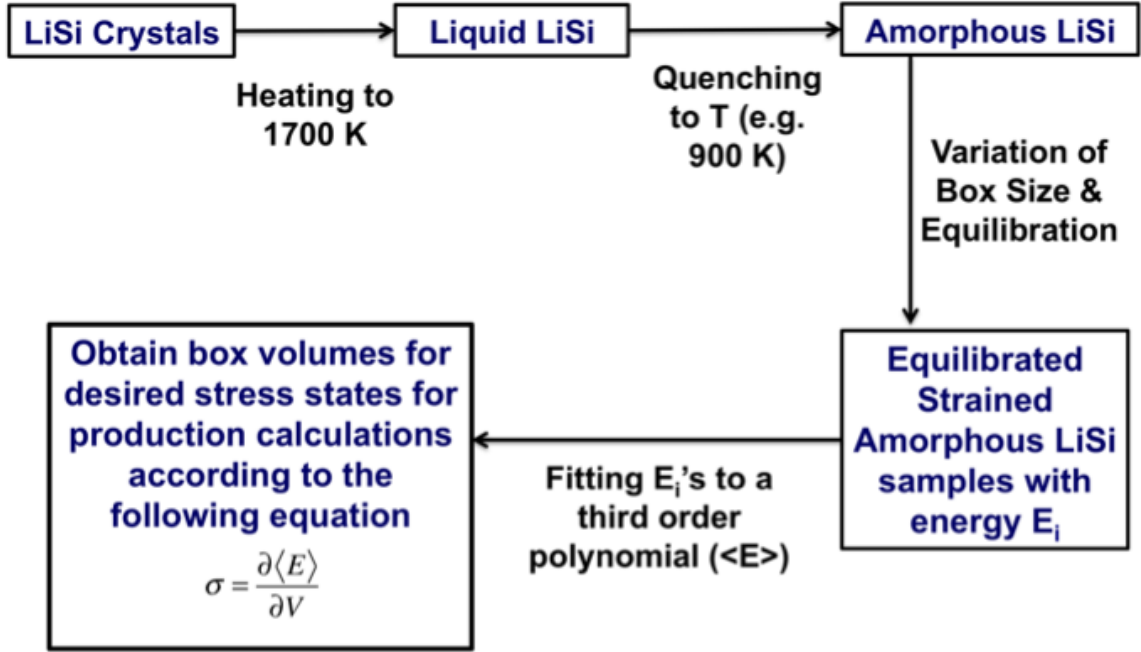 LiSi Crystals
Liquid LiSi
Amorphous LiSi
Heating to
1700 K
Quenching
to T (e.g.
900 K)
Variation of
Box Size &
Equilibration
Equilibrated
Strained
Amorphous LiSi
samples with
energy Eᵢ
Fitting Eᵢ's to a
third order
polynomial (<E>)
Obtain box volumes for
desired stress states for
production calculations
according to the
following equation
σ = ∂⟨E⟩/∂V